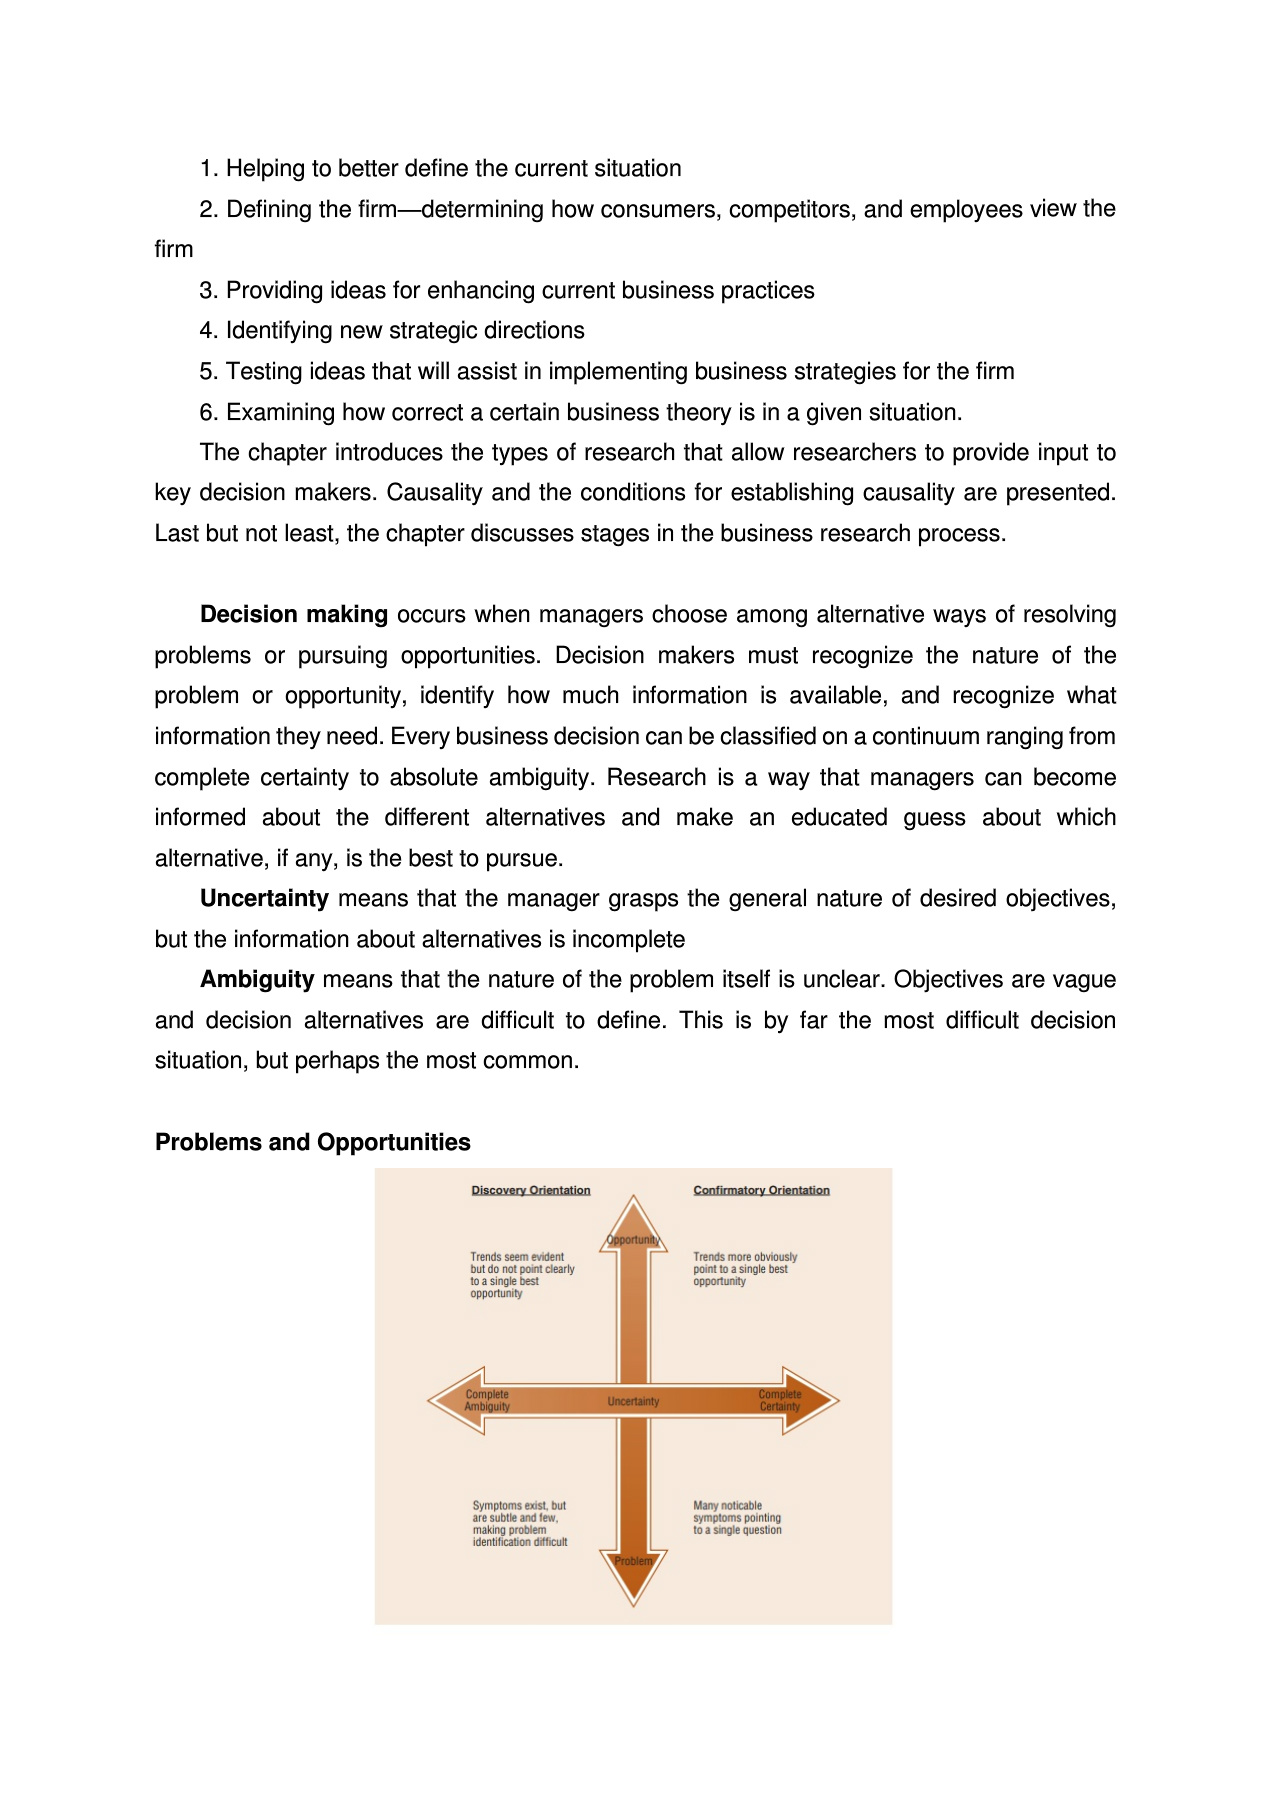 1. Helping to better define the current situation
2. Defining the firm—determining how consumers, competitors, and employees view the
firm
3. Providing ideas for enhancing current business practices
4. Identifying new strategic directions
5. Testing ideas that will assist in implementing business strategies for the firm
6. Examining how correct a certain business theory is in a given situation.
The chapter introduces the types of research that allow researchers to provide input to
key decision makers. Causality and the conditions for establishing causality are presented.
Last but not least, the chapter discusses stages in the business research process.
Decision making occurs when managers choose among alternative ways of resolving
problems or pursuing opportunities. Decision makers must recognize the nature of the
problem or opportunity, identify how much information is available, and recognize what
information they need. Every business decision can be classified on a continuum ranging from
complete certainty to absolute ambiguity. Research is a way that managers can become
informed about the different alternatives and make an educated guess about which
alternative, if any, is the best to pursue.
Uncertainty means that the manager grasps the general nature of desired objectives,
but the information about alternatives is incomplete
Ambiguity means that the nature of the problem itself is unclear. Objectives are vague
and decision alternatives are difficult to define. This is by far the most difficult decision
situation, but perhaps the most common.
Problems and Opportunities
Discovery Orientation
Confirmatory Orientation
Opportunity
Trends seem evident
but do not point clearly
to a single best
opportunity
Trends more obviously
point to a single best
opportunity
Complete
Ambiguity
Uncertainty
Complete
Certainty
Symptoms exist, but
are subtle and few,
making problem
identification difficult
Many noticable
symptoms pointing
to a single question
Problem